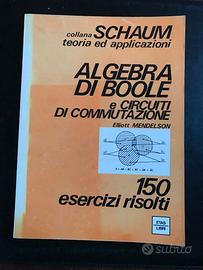 collana SCHAUM
teoria ed applicazioni
ALGEBRA
DI BOOLE
e CIRCUITI
DI COMMUTAZIONE
Elliott MENDELSON
150
esercizi risolti
ETAS
LIBRI
subito